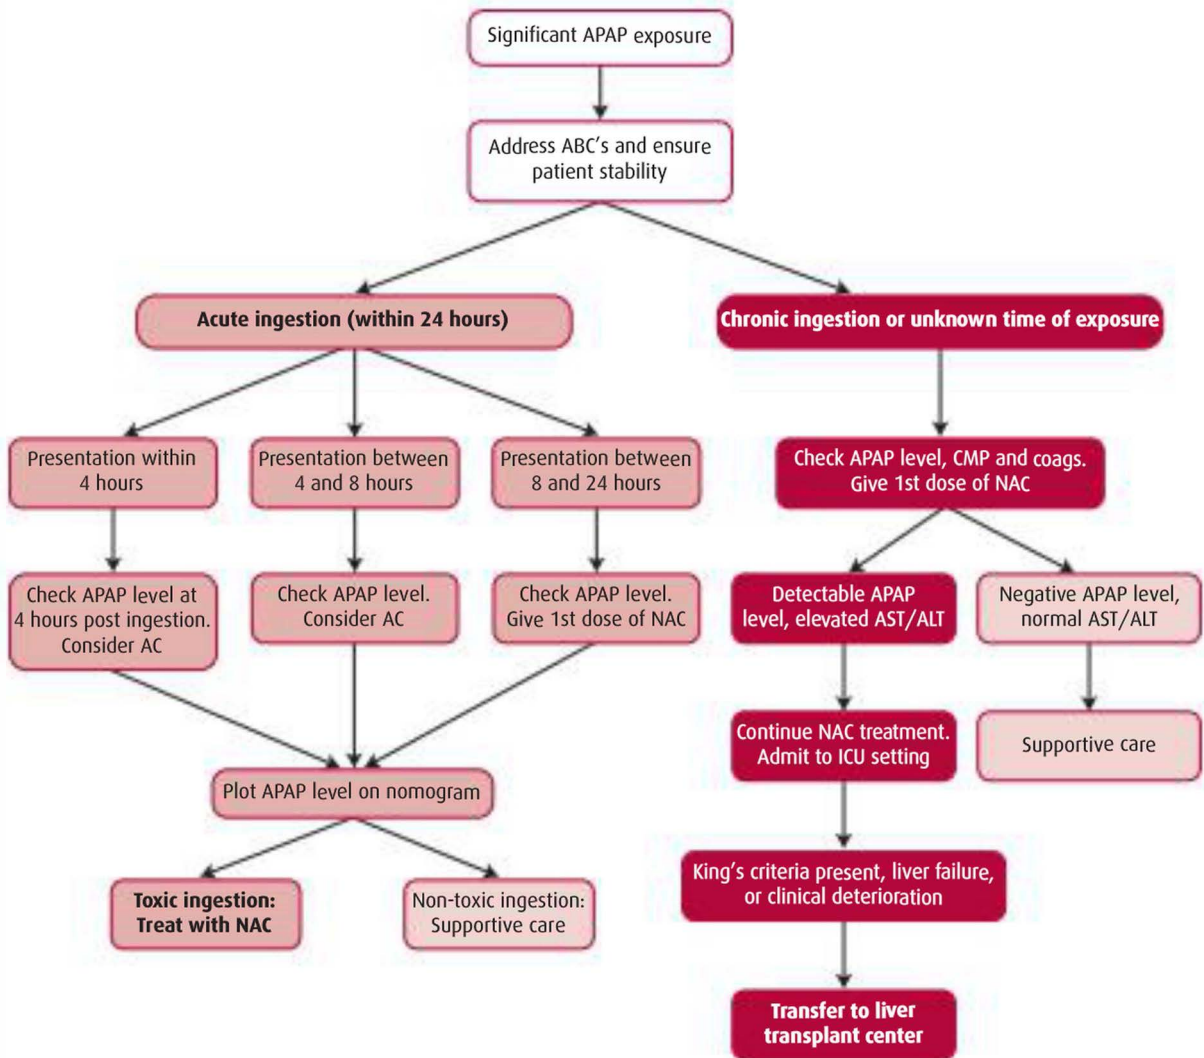 Significant APAP exposure
Address ABC's and ensure
patient stability
Acute ingestion (within 24 hours)
Chronic ingestion or unknown time of exposure
Presentation within
4 hours
Presentation between
4 and 8 hours
Presentation between
8 and 24 hours
Check APAP level, CMP and coags.
Give 1st dose of NAC
Check APAP level at
4 hours post ingestion.
Consider AC
Check APAP level.
Consider AC
Check APAP level.
Give 1st dose of NAC
Detectable APAP
level, elevated AST/ALT
Negative APAP level,
normal AST/ALT
Continue NAC treatment.
Admit to ICU setting
Supportive care
Plot APAP level on nomogram
King's criteria present, liver failure,
or clinical deterioration
Toxic ingestion:
Treat with NAC
Non-toxic ingestion:
Supportive care
Transfer to liver
transplant center